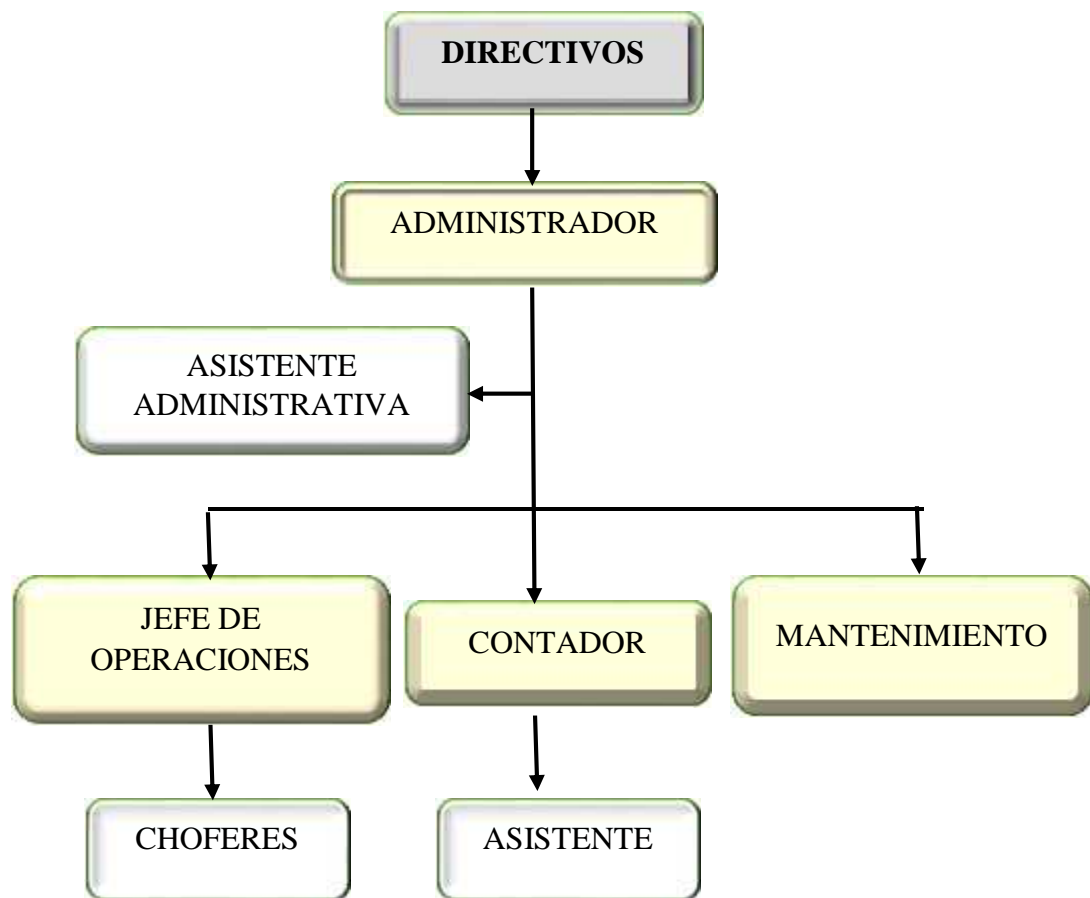 DIRECTIVOS
ADMINISTRADOR
ASISTENTE
ADMINISTRATIVA
JEFE DE
OPERACIONES
CONTADOR
MANTENIMIENTO
CHOFERES
ASISTENTE